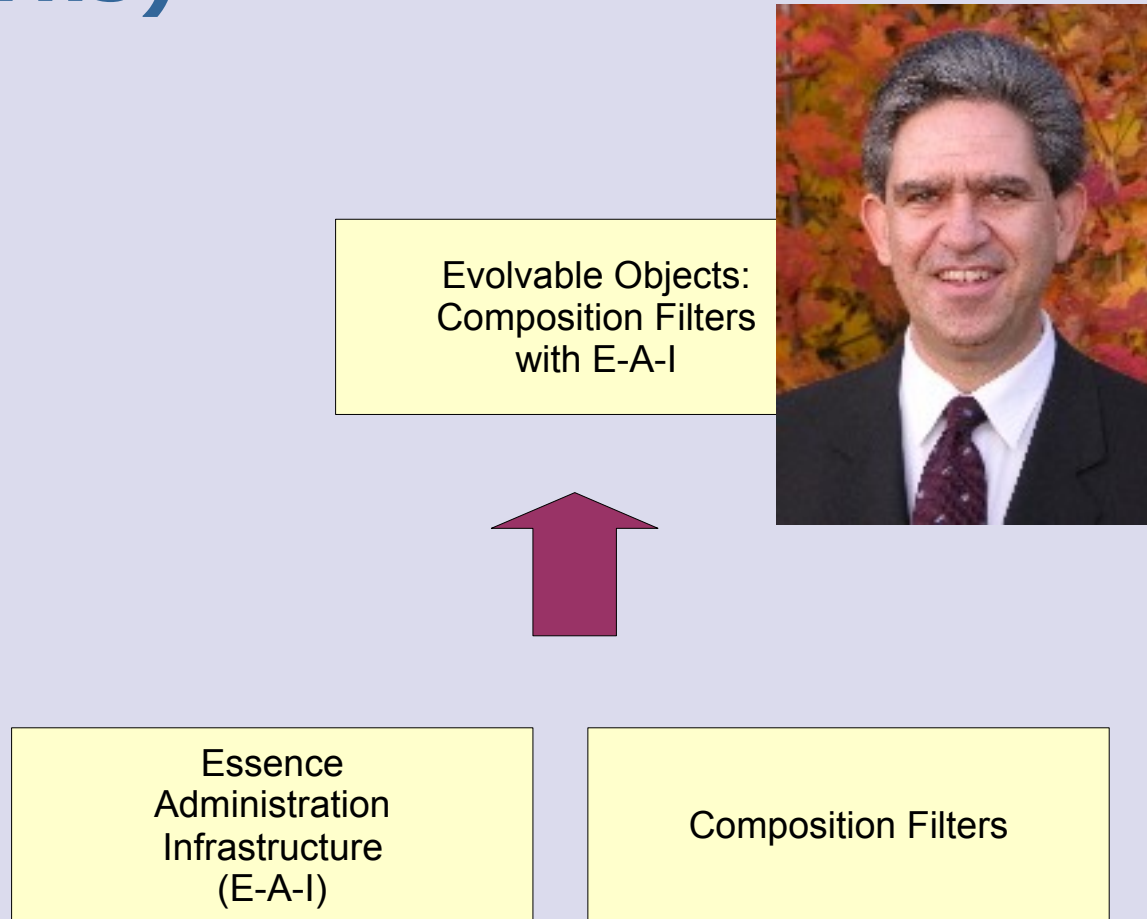 Evolvable Objects:
Composition Filters
with E-A-I
Essence
Administration
Infrastructure
(E-A-I)
Composition Filters